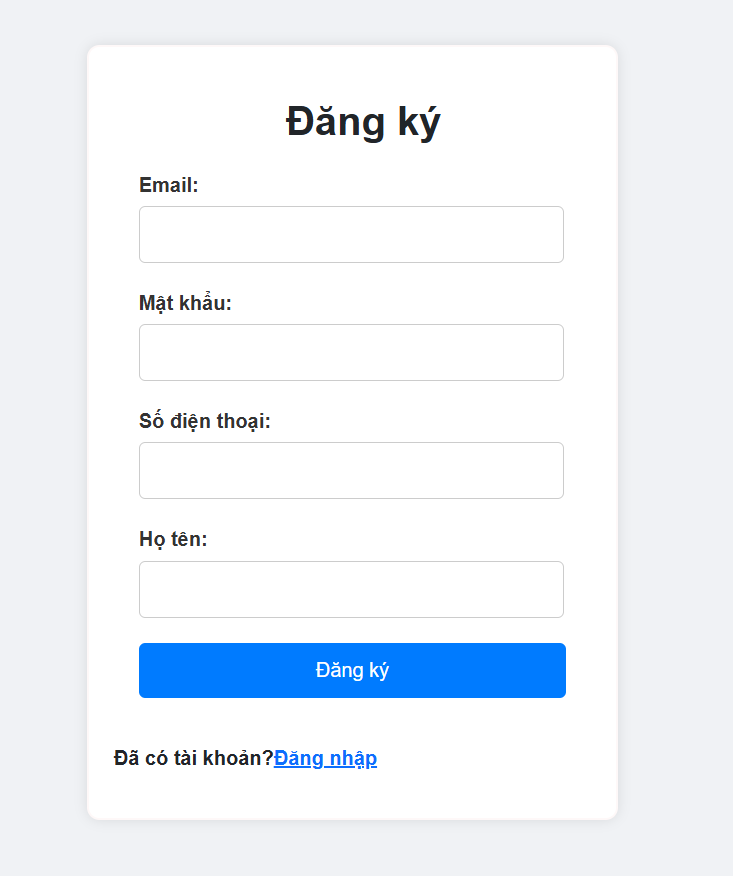 Đăng ký
Email:
Mật khẩu:
Số điện thoại:
Họ tên:
Đăng ký
Đã có tài khoản?Đăng nhập